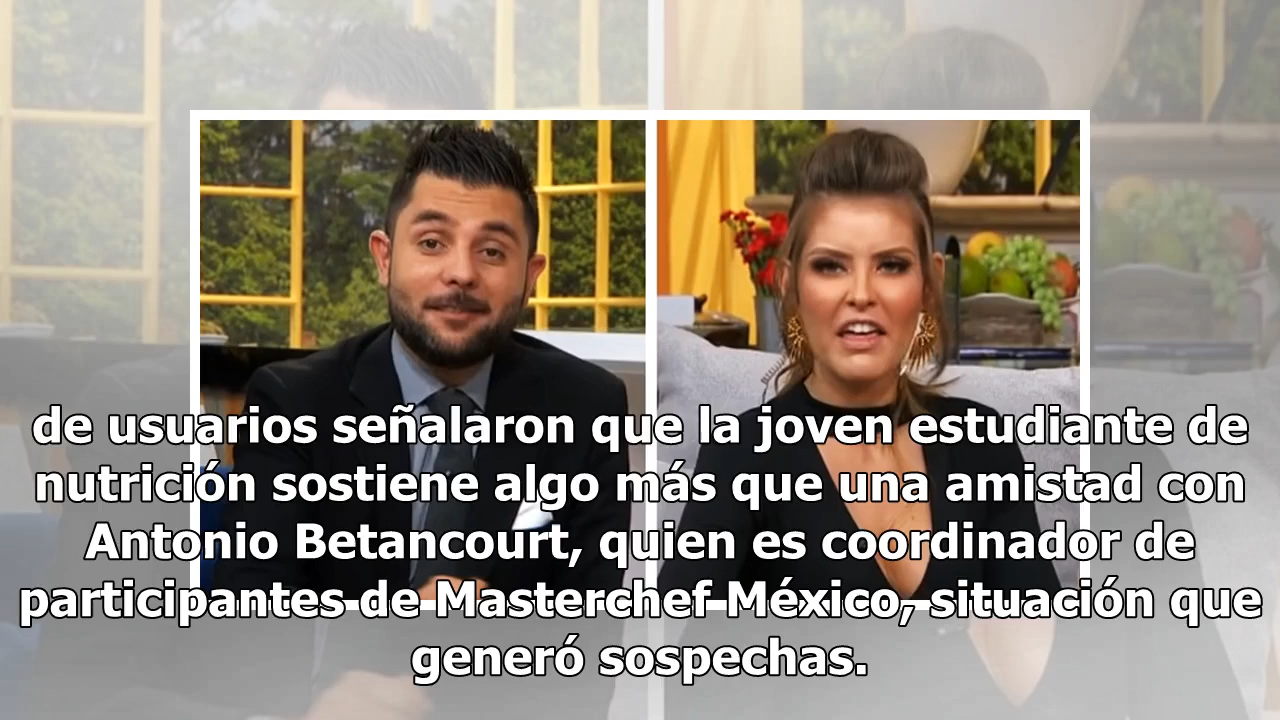 de usuarios señalaron que la joven estudiante de
nutrición sostiene algo más que una amistad con
Antonio Betancourt, quien es coordinador de
participantes de Masterchef México, situación que
generó sospechas.